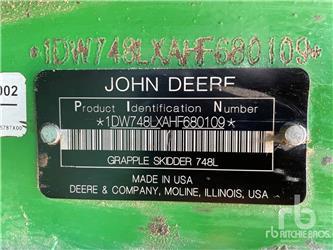 *1DW748LXAHF680109*
002
JOHN DEERE
Product Identification Number
*1DW748LXAHF680109*
GRAPPLE SKIDDER 748L
MADE IN USA
DEERE & COMPANY, MOLINE, ILLINOIS, USA
rb
RITCHIE BROS